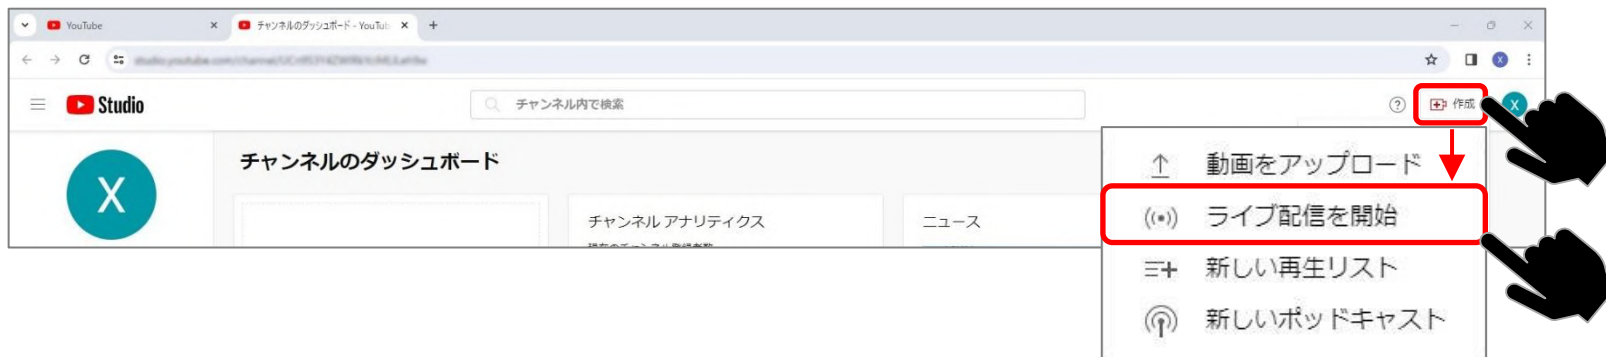 YouTube
チャンネルのダッシュボード - YouTub
Studio
チャンネル内で検索
作成
X
X
チャンネルのダッシュボード
X
チャンネル アナリティクス
ニュース
動画をアップロード
ライブ配信を開始
新しい再生リスト
新しいポッドキャスト